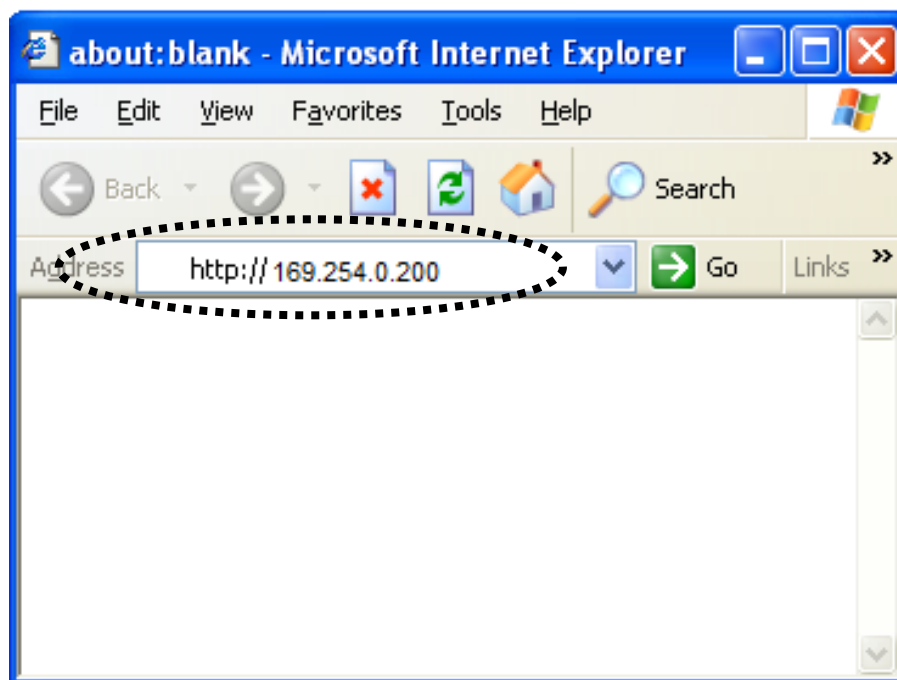 about:blank - Microsoft Internet Explorer
File Edit View Favorites Tools Help
Back Search »
Address http:// 169.254.0.200 Go Links »